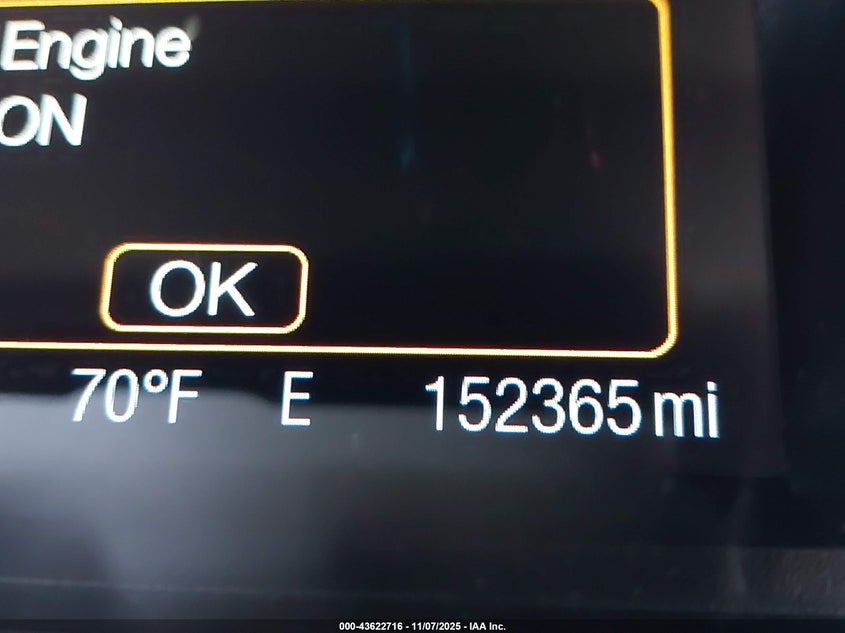 Engine
ON
OK
70°F E 152365 mi
000-43622716 - 11/07/2025 - IAA Inc.